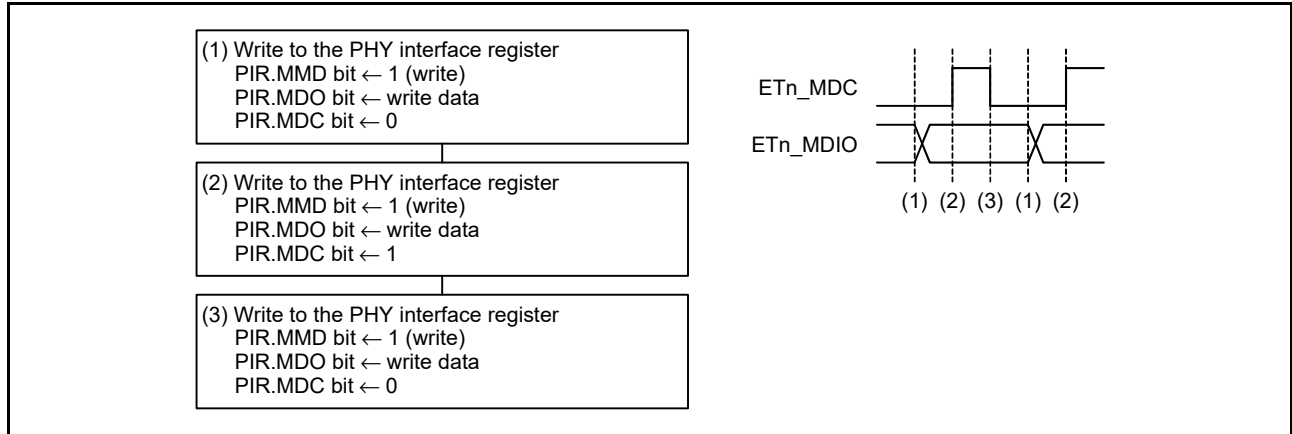 (1) Write to the PHY interface register
PIR.MMD bit ← 1 (write)
PIR.MDO bit ← write data
PIR.MDC bit ← 0
(2) Write to the PHY interface register
PIR.MMD bit ← 1 (write)
PIR.MDO bit ← write data
PIR.MDC bit ← 1
(3) Write to the PHY interface register
PIR.MMD bit ← 1 (write)
PIR.MDO bit ← write data
PIR.MDC bit ← 0
ETn_MDC
ETn_MDIO
(1) (2) (3) (1) (2)